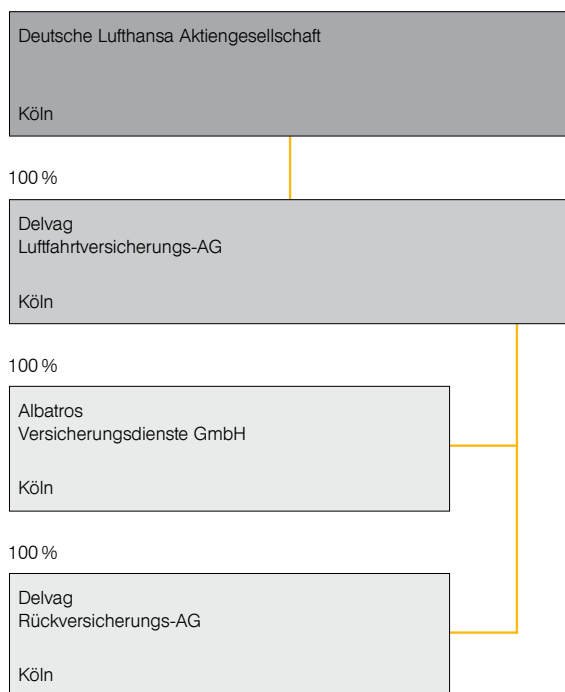 Deutsche Lufthansa Aktiengesellschaft
Köln
100 %
Delvag
Luftfahrtversicherungs-AG
Köln
100 %
Albatros
Versicherungsdienste GmbH
Köln
100 %
Delvag
Rückversicherungs-AG
Köln